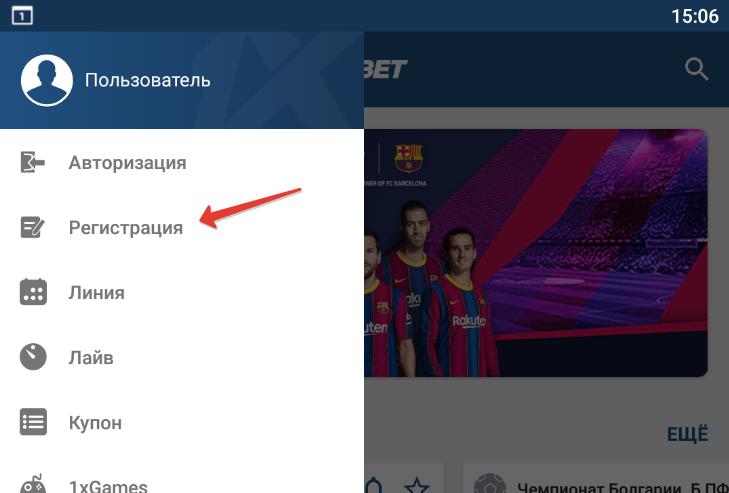 1
15:06
Пользователь
BET
Авторизация
Регистрация
TNER OF FC BARCELONA
Линия
Rakuten
Лайв
Купон
ЕЩЁ
1xGames
Чемпионат Болгарии. Б ПФ